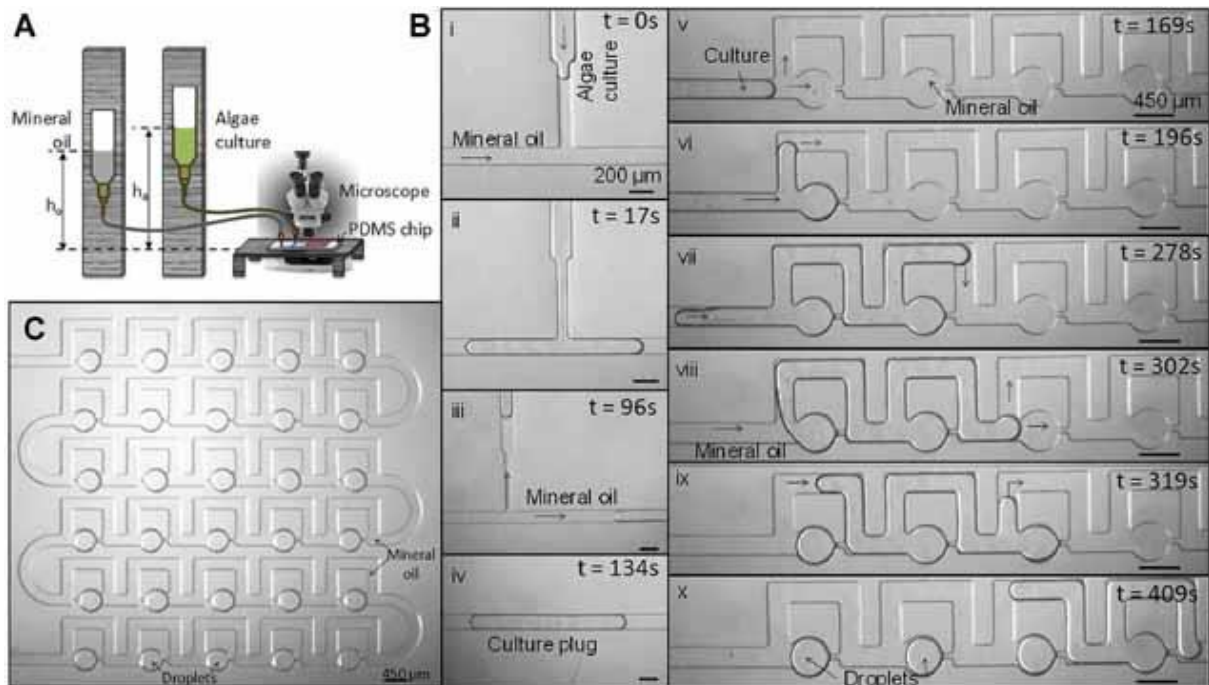 A
Mineral
oil
Algae
culture
h₀
hₐ
Microscope
PDMS chip
B
i
t = 0s
Algae
culture
Mineral oil
200 µm
ii
t = 17s
iii
t = 96s
Mineral oil
iv
t = 134s
Culture plug
v
t = 169s
Culture
Mineral oil
450 µm
vi
t = 196s
vii
t = 278s
viii
t = 302s
Mineral oil
ix
t = 319s
x
t = 409s
Droplets
C
Mineral
oil
Droplets
450 µm